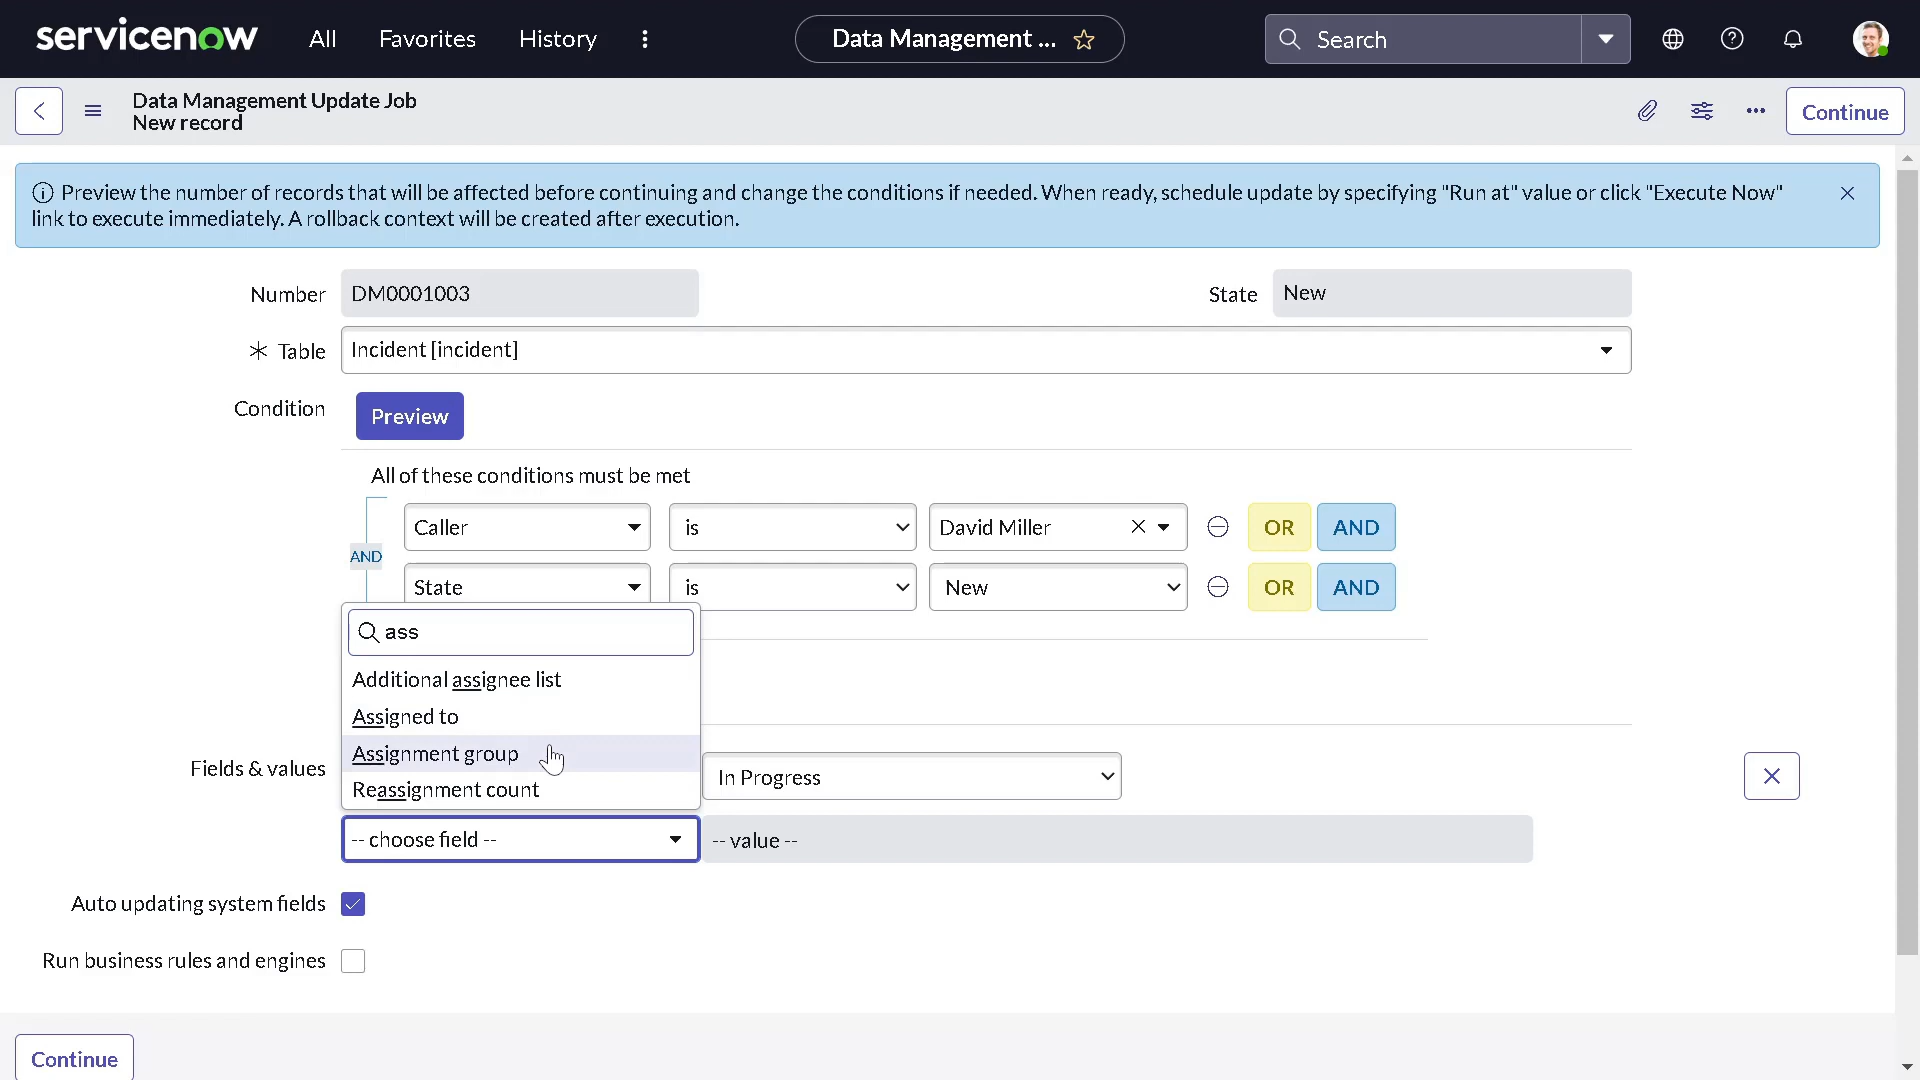 servicenow All Favorites History Data Management ... Search
Data Management Update Job
New record
Continue
Preview the number of records that will be affected before continuing and change the conditions if needed. When ready, schedule update by specifying "Run at" value or click "Execute Now"
link to execute immediately. A rollback context will be created after execution.
Number DM0001003 State New
Table Incident [incident]
Condition Preview
All of these conditions must be met
Caller is David Miller OR AND
AND
State is New OR AND
ass
Additional assignee list
Assigned to
Assignment group
Fields & values In Progress
Reassignment count
-- choose field -- -- value --
Auto updating system fields
Run business rules and engines
Continue